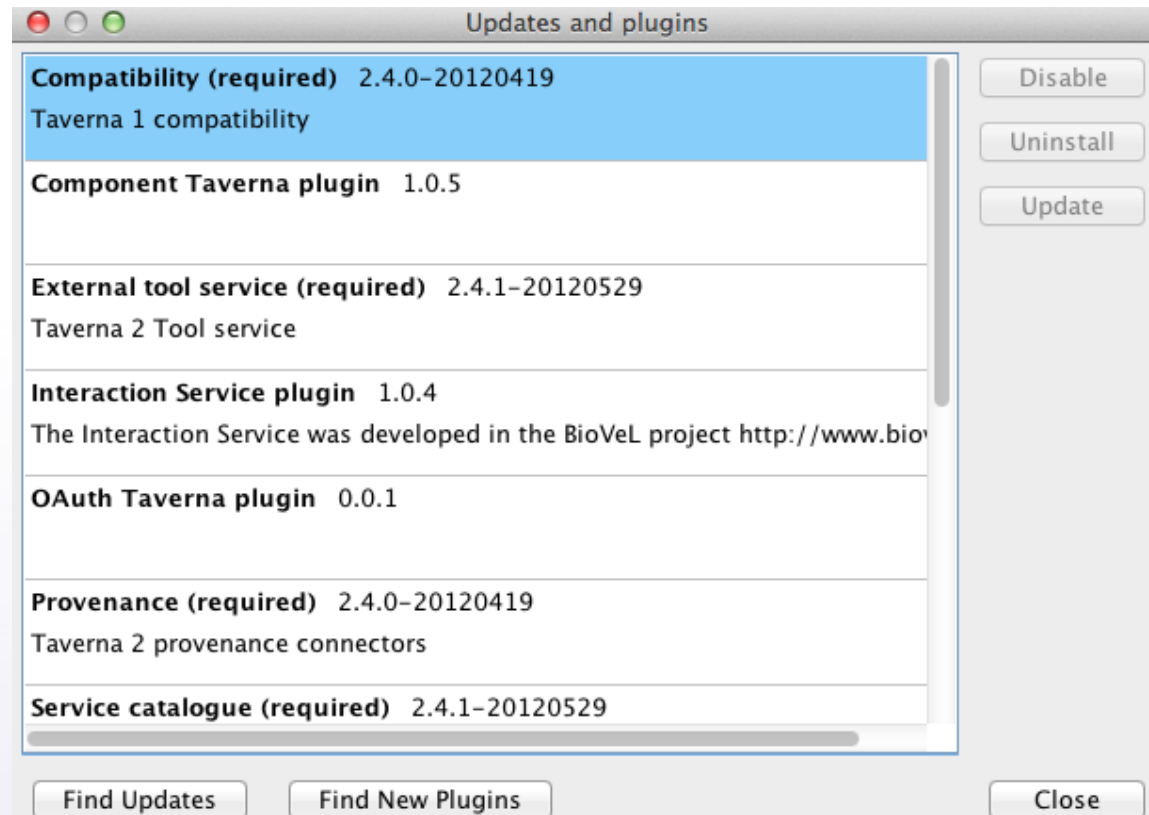 Updates and plugins
Compatibility (required) 2.4.0-20120419
Taverna 1 compatibility
Component Taverna plugin 1.0.5
External tool service (required) 2.4.1-20120529
Taverna 2 Tool service
Interaction Service plugin 1.0.4
The Interaction Service was developed in the BioVeL project http://www.bio
OAuth Taverna plugin 0.0.1
Provenance (required) 2.4.0-20120419
Taverna 2 provenance connectors
Service catalogue (required) 2.4.1-20120529
Disable
Uninstall
Update
Find Updates
Find New Plugins
Close